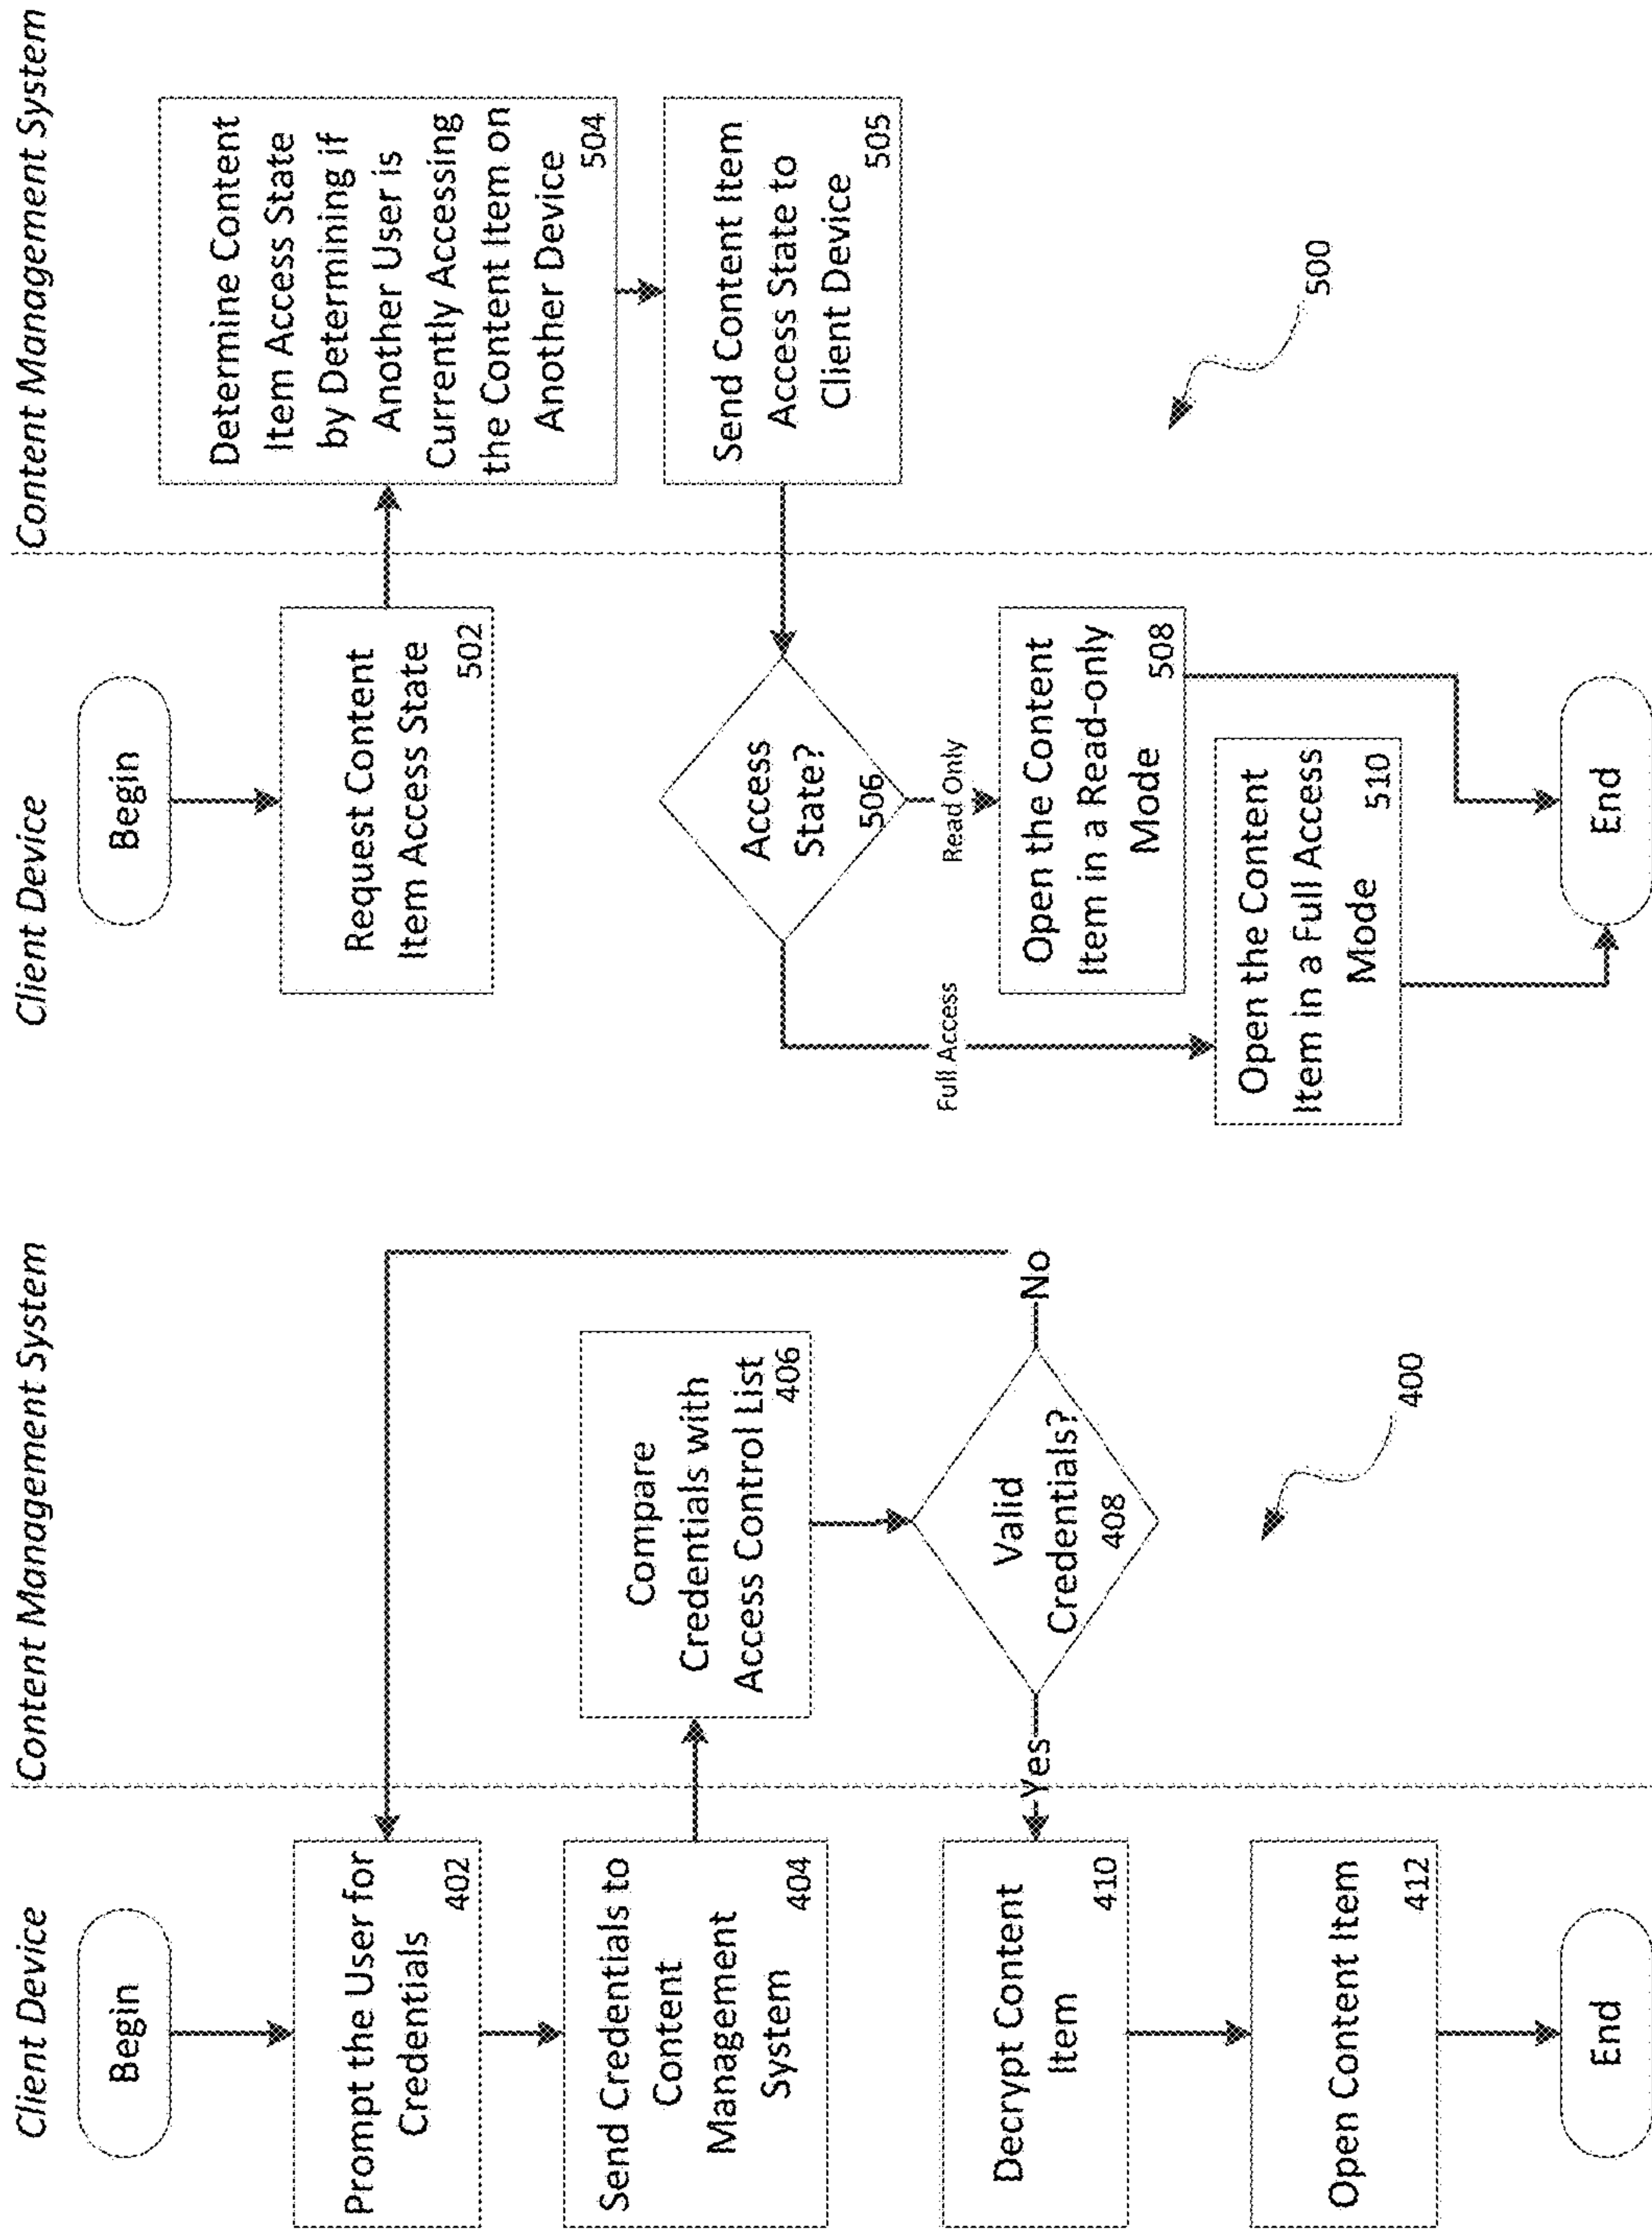 Client Device
Content Management System
Begin
Prompt the User for
Credentials
402
Send Credentials to
Content
Management
System
404
Compare
Credentials with
Access Control List
406
Valid
Credentials?
408
No
Yes
Decrypt Content
Item
410
Open Content Item
412
End
400
Client Device
Content Management System
Begin
Request Content
Item Access State
502
Determine Content
Item Access State
by Determining if
Another User is
Currently Accessing
the Content Item on
Another Device
504
Send Content Item
Access State to
Client Device
505
Access
State?
506
Full Access
Read Only
Open the Content
Item in a Read-only
Mode
508
Open the Content
Item in a Full Access
Mode
510
End
500